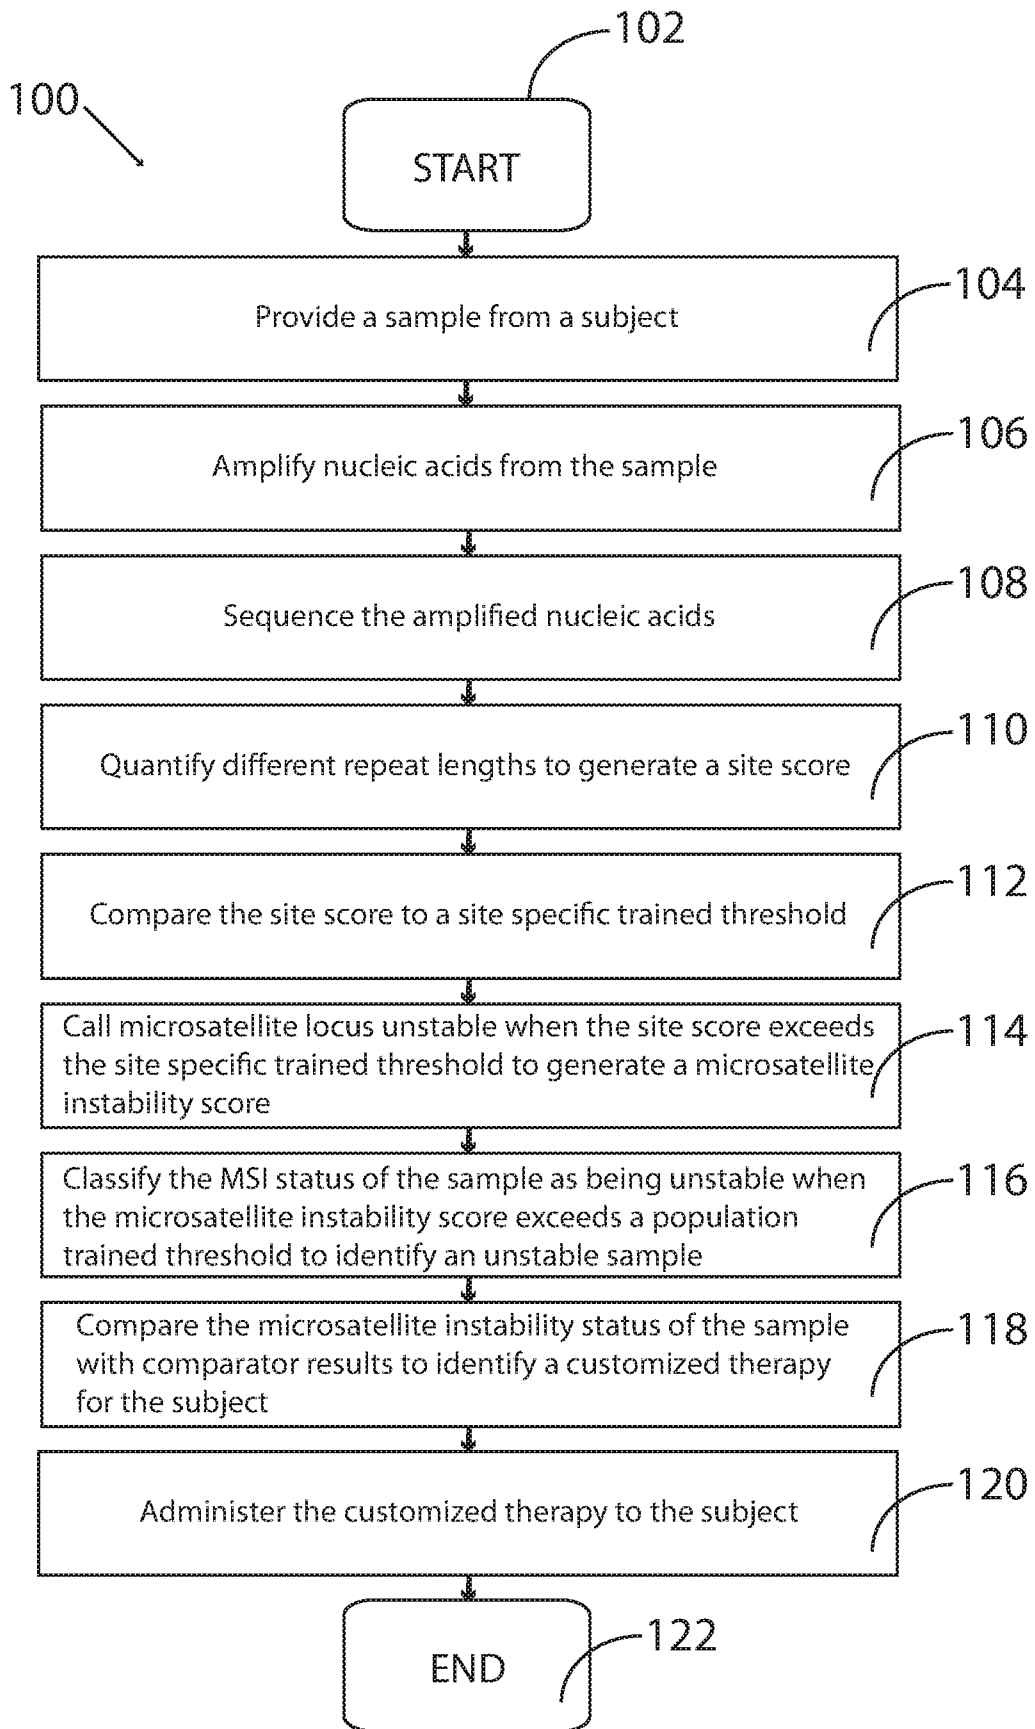 102
100
START
104
Provide a sample from a subject
106
Amplify nucleic acids from the sample
108
Sequence the amplified nucleic acids
110
Quantify different repeat lengths to generate a site score
112
Compare the site score to a site specific trained threshold
114
Call microsatellite locus unstable when the site score exceeds
the site specific trained threshold to generate a microsatellite
instability score
116
Classify the MSI status of the sample as being unstable when
the microsatellite instability score exceeds a population
trained threshold to identify an unstable sample
118
Compare the microsatellite instability status of the sample
with comparator results to identify a customized therapy
for the subject
120
Administer the customized therapy to the subject
122
END